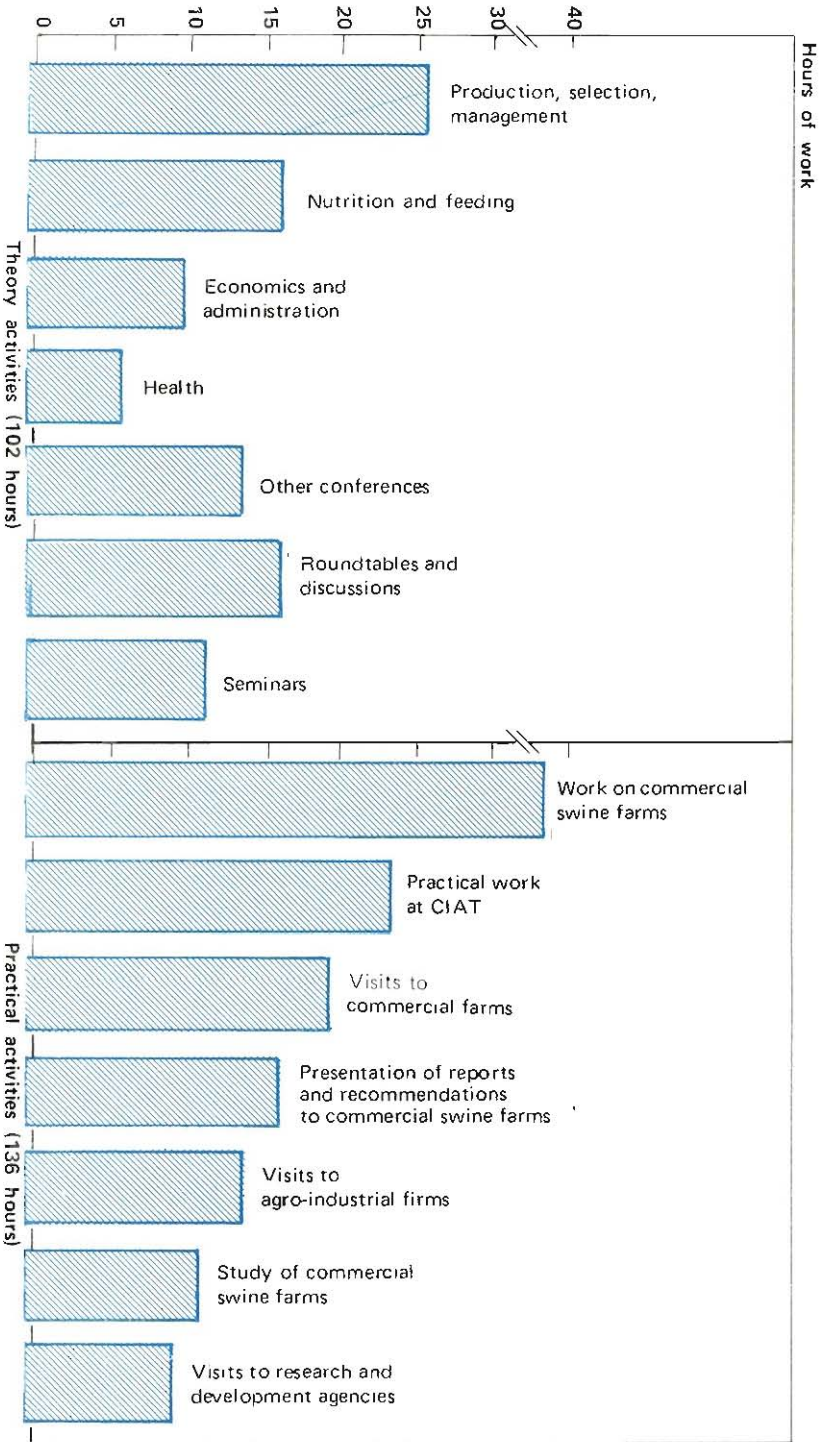 Hours of work
0 5 10 15 20 25 30 40
Production, selection,
management
Nutrition and feeding
Economics and
administration
Health
Other conferences
Roundtables and
discussions
Seminars
Theory activities (102 hours)
Work on commercial
swine farms
Practical work
at CIAT
Visits to
commercial farms
Presentation of reports
and recommendations
to commercial swine farms
Visits to
agro-industrial firms
Study of commercial
swine farms
Visits to research and
development agencies
Practical activities (136 hours)